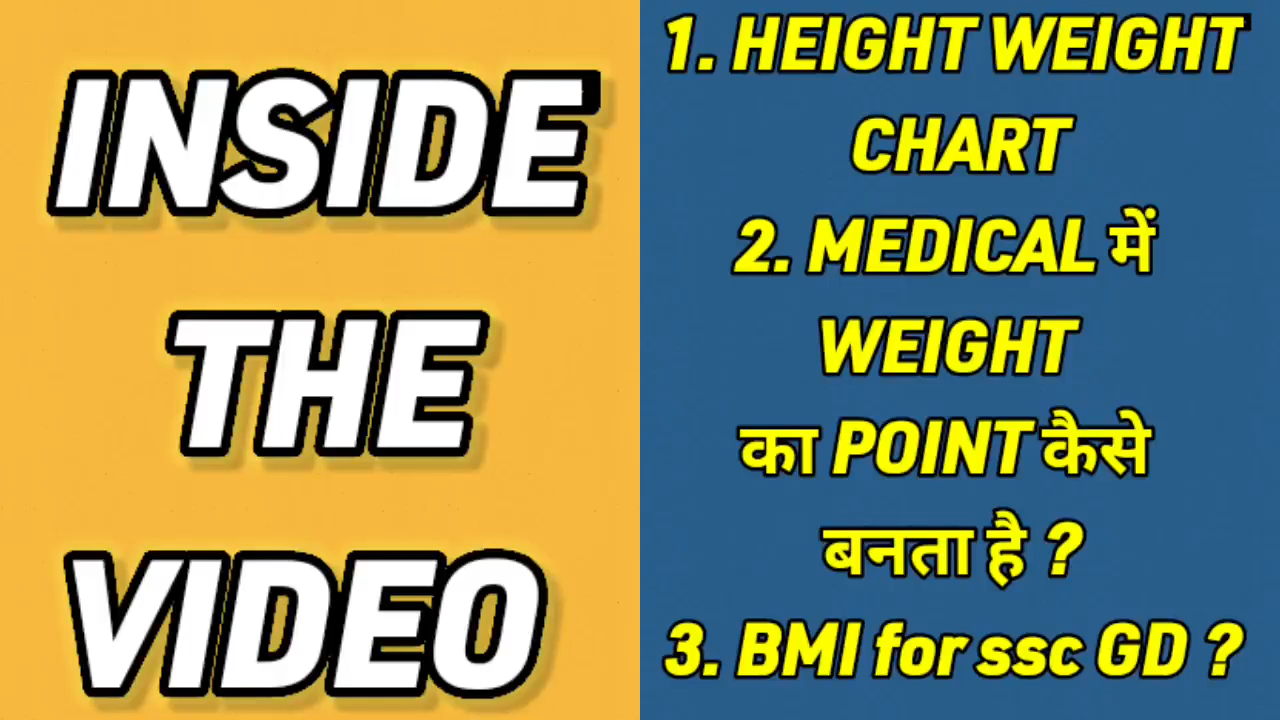 INSIDE
THE
VIDEO
1. HEIGHT WEIGHT
CHART
2. MEDICAL में
WEIGHT
का POINT कैसे
बनता है ?
3. BMI for ssc GD ?